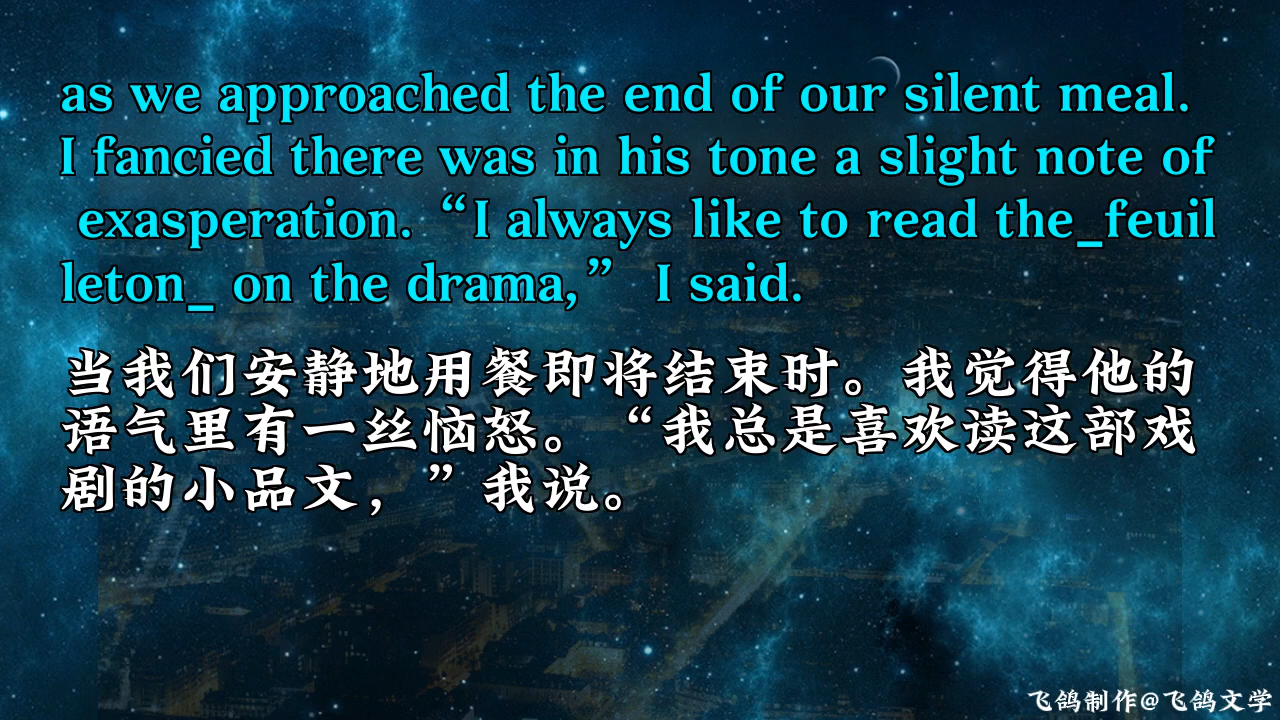 as we approached the end of our silent meal.
I fancied there was in his tone a slight note of
exasperation. “I always like to read the_feuil
leton_ on the drama,” I said.
当我们安静地用餐即将结束时。我觉得他的
语气里有一丝恼怒。“我总是喜欢读这部戏
剧的小品文，”我说。
飞鸽制作@飞鸽文学